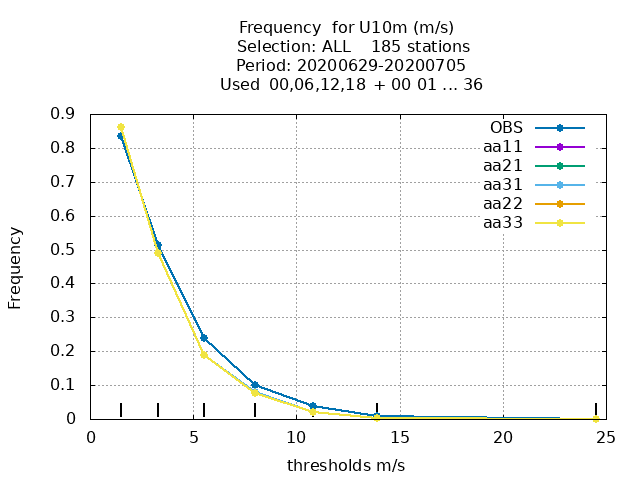 Frequency  for U10m (m/s)
Selection: ALL    185 stations
Period: 20200629-20200705
Used  00,06,12,18  + 00 01 ... 36
OBS
aa11
aa21
aa31
aa22
aa33
Frequency
0.9
0.8
0.7
0.6
0.5
0.4
0.3
0.2
0.1
0
0 5 10 15 20 25
thresholds m/s